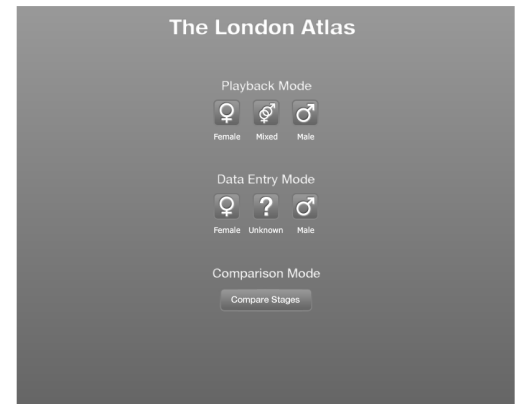 The London Atlas
Playback Mode
Female Mixed Male
Data Entry Mode
Female Unknown Male
Comparison Mode
Compare Stages